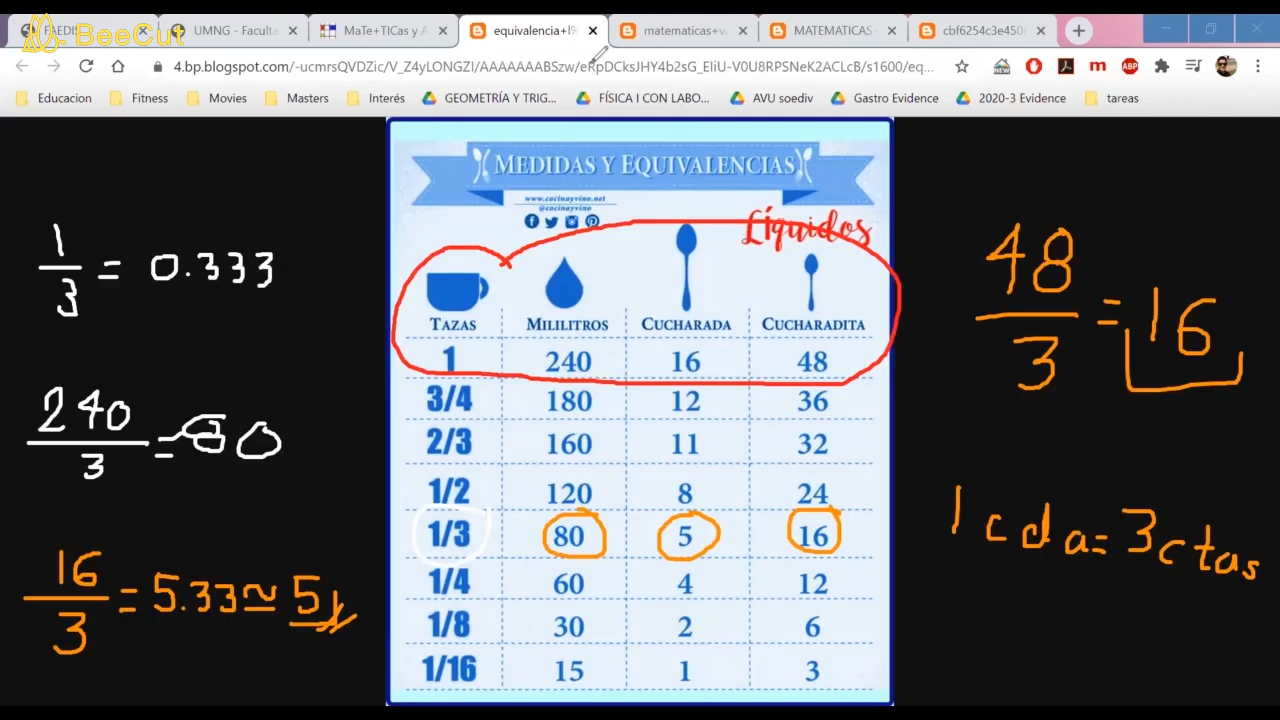 FAEDIS
UMNG - Faculta
MaTe+TICas y A
equivalencia+l
matematicas+v
MATEMATICAS+
cbf6254c3e450
BeeCut
4.bp.blogspot.com/-ucmrsQVDZic/V_Z4yLONGZI/AAAAAAABSzw/
Educacion
Fitness
Movies
Masters
Interés
GEOMETRÍA Y TRIG...
FÍSICA I CON LABO...
AVU soediv
Gastro Evidence
2020-3 Evidence
tareas
MEDIDAS Y EQUIVALENCIAS
www.cocinayvino.net
@cocinayvino
Líquidos
TAZAS MILILITROS CUCHARADA CUCHARADITA
1 240 16 48
3/4 180 12 36
2/3 160 11 32
1/2 120 8 24
1/3 80 5 16
1/4 60 4 12
1/8 30 2 6
1/16 15 1 3
1/3 = 0.333
240/3 = 80
16/3 = 5.33 ≈ 5
48/3 = 16
1 cda = 3 ctas